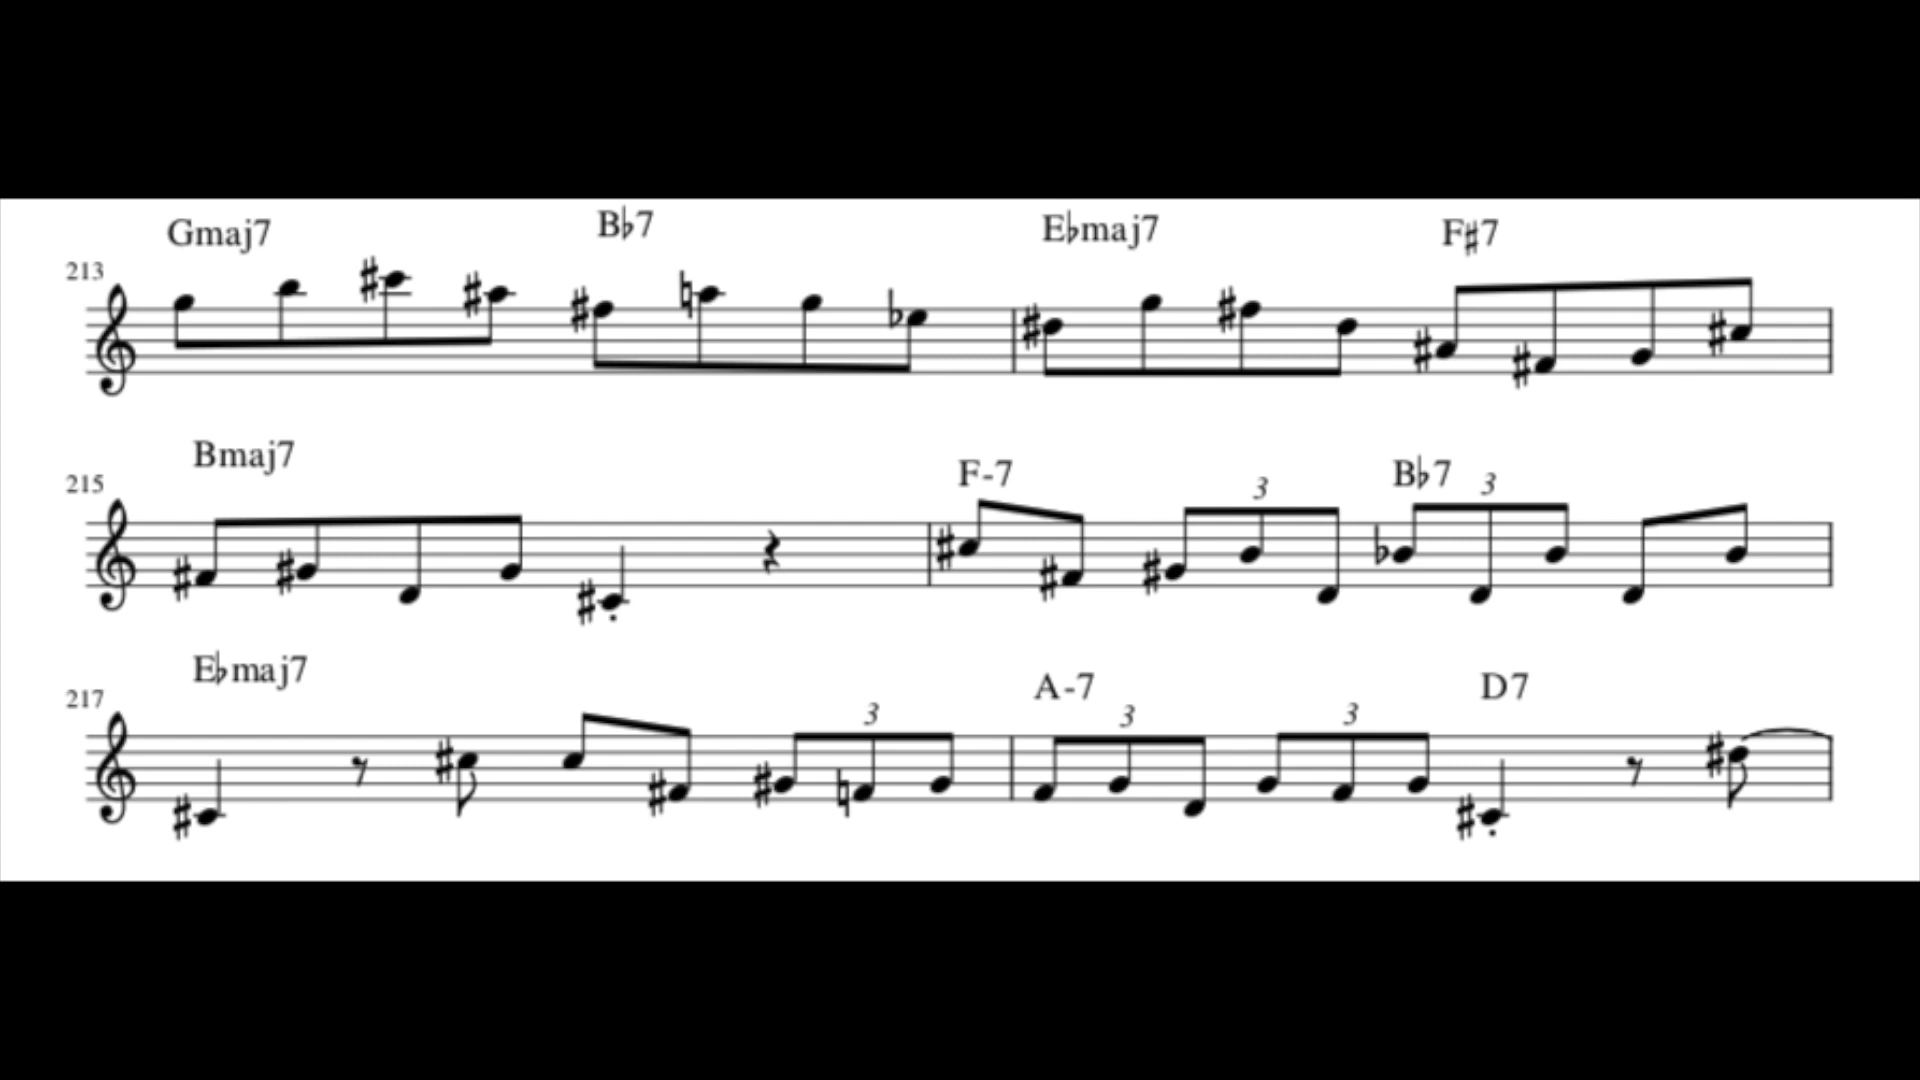 Gmaj7 B♭7 E♭maj7 F♯7
213
Bmaj7 F-7 3 B♭7 3
215
E♭maj7 3 A-7 3 3 D7
217